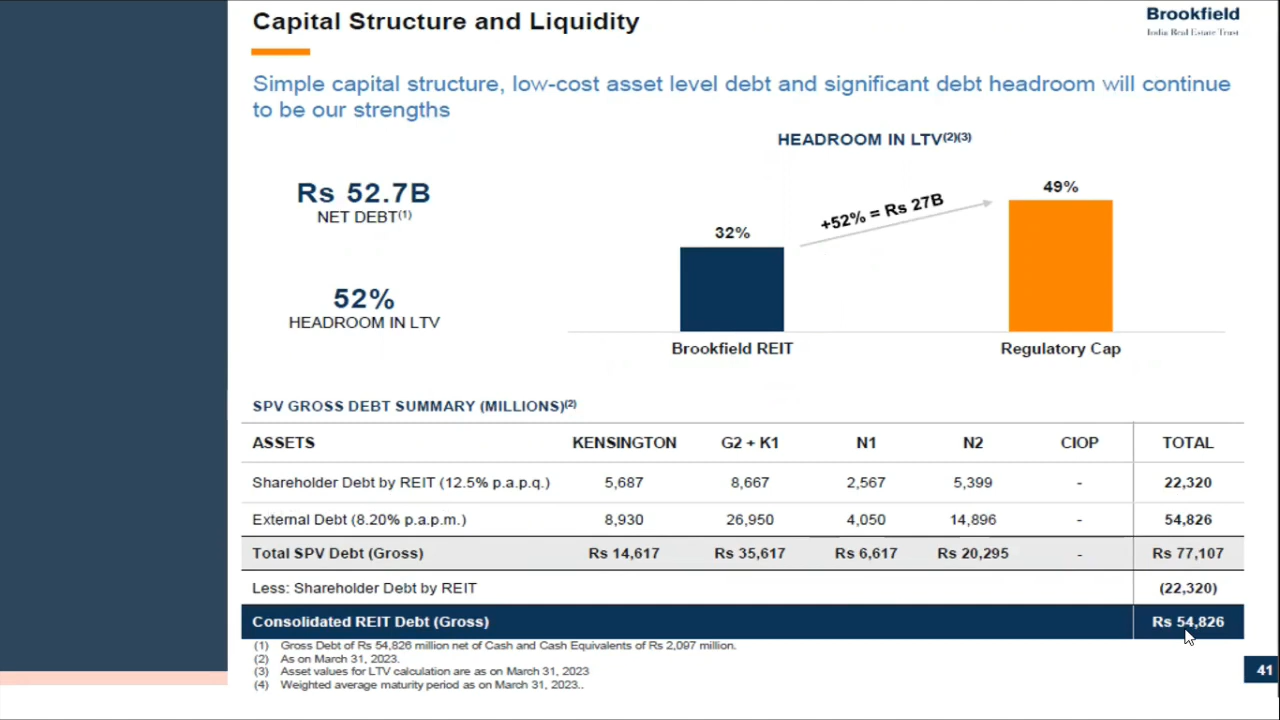 Capital Structure and Liquidity
Brookfield
India Real Estate Trust
Simple capital structure, low-cost asset level debt and significant debt headroom will continue
to be our strengths
HEADROOM IN LTV(2)(3)
Rs 52.7B
NET DEBT(1)
52%
HEADROOM IN LTV
32%
+52% = Rs 27B
49%
Brookfield REIT
Regulatory Cap
SPV GROSS DEBT SUMMARY (MILLIONS)(2)
ASSETS KENSINGTON G2 + K1 N1 N2 CIOP TOTAL
Shareholder Debt by REIT (12.5% p.a.p.q.) 5,687 8,667 2,567 5,399 - 22,320
External Debt (8.20% p.a.p.m.) 8,930 26,950 4,050 14,896 - 54,826
Total SPV Debt (Gross) Rs 14,617 Rs 35,617 Rs 6,617 Rs 20,295 - Rs 77,107
Less: Shareholder Debt by REIT (22,320)
Consolidated REIT Debt (Gross) Rs 54,826
(1) Gross Debt of Rs 54,826 million net of Cash and Cash Equivalents of Rs 2,097 million.
(2) As on March 31, 2023.
(3) Asset values for LTV calculation are as on March 31, 2023
(4) Weighted average maturity period as on March 31, 2023..
41